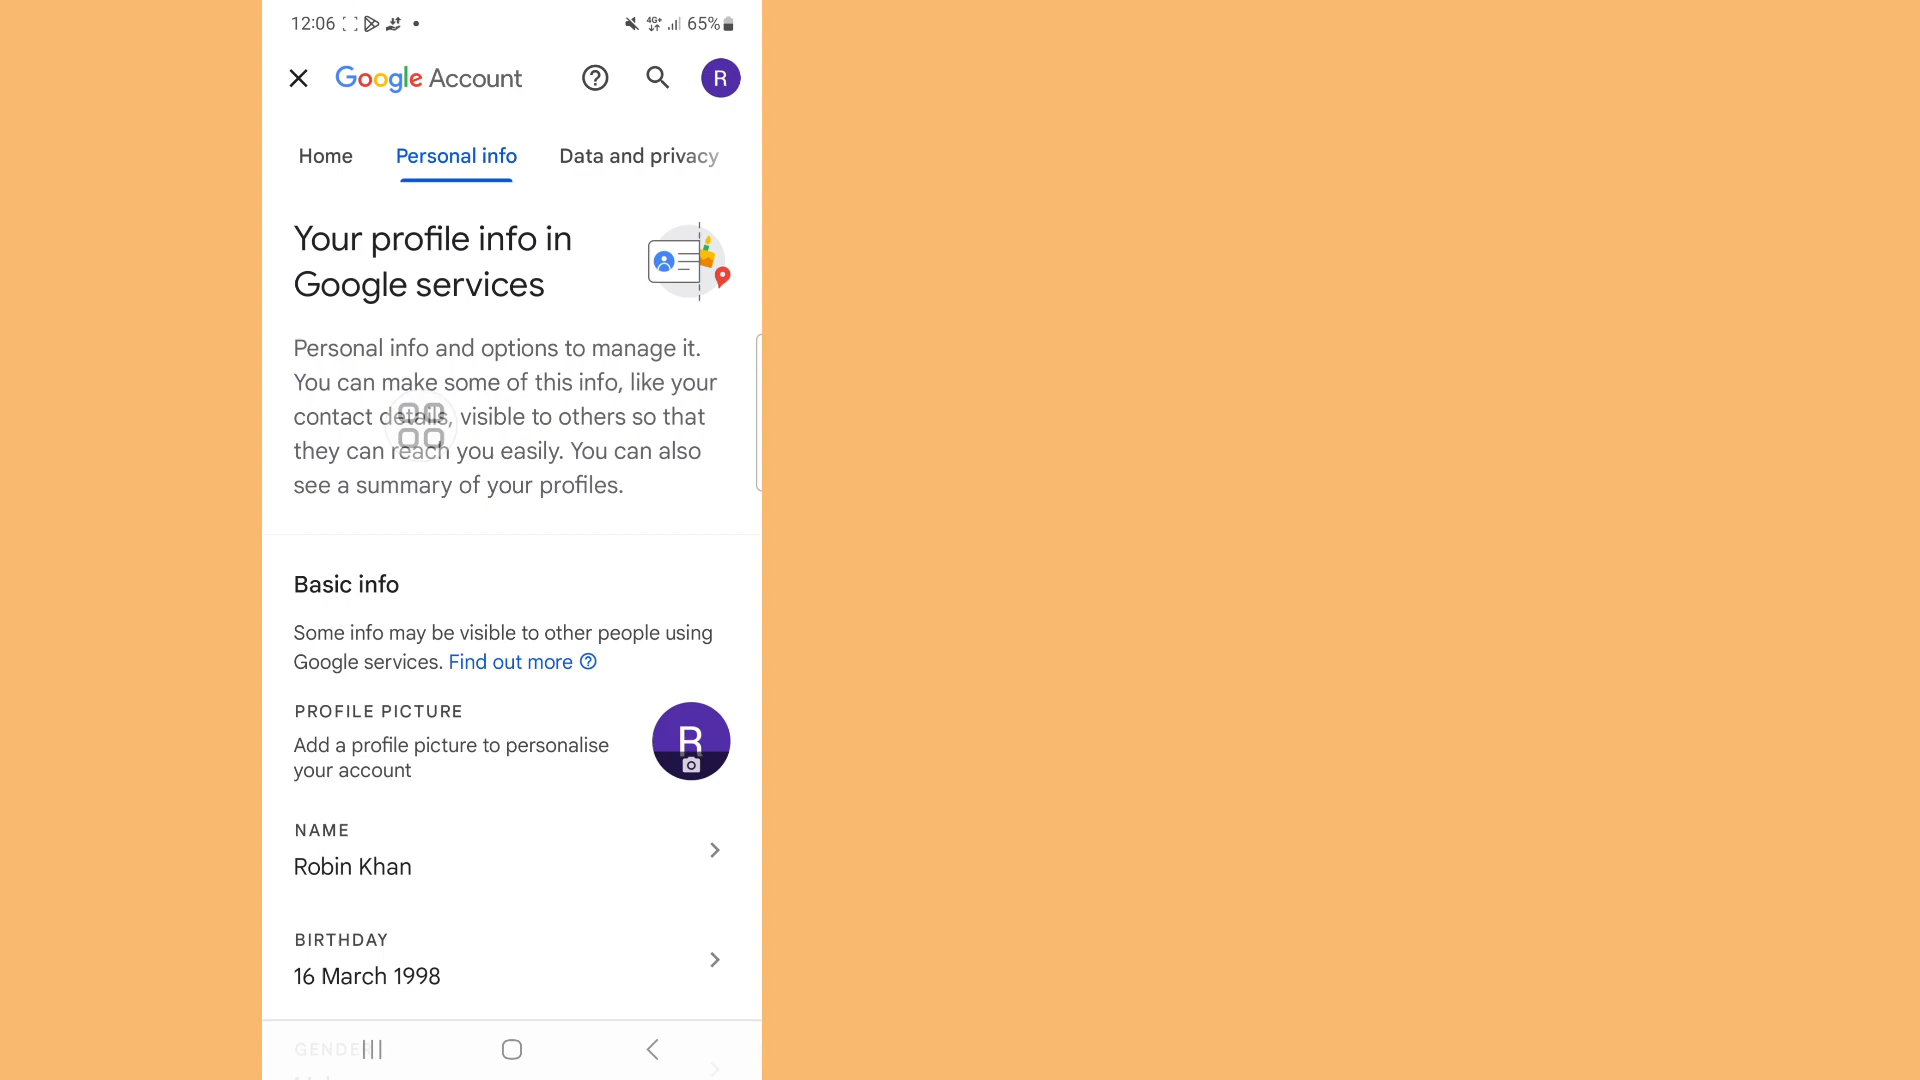 12:06
4G+
65%
Google Account
R
Home
Personal info
Data and privacy
Your profile info in
Google services
Personal info and options to manage it.
You can make some of this info, like your
contact details, visible to others so that
they can reach you easily. You can also
see a summary of your profiles.
Basic info
Some info may be visible to other people using
Google services. Find out more
PROFILE PICTURE
Add a profile picture to personalise
your account
R
NAME
Robin Khan
BIRTHDAY
16 March 1998
GENDER